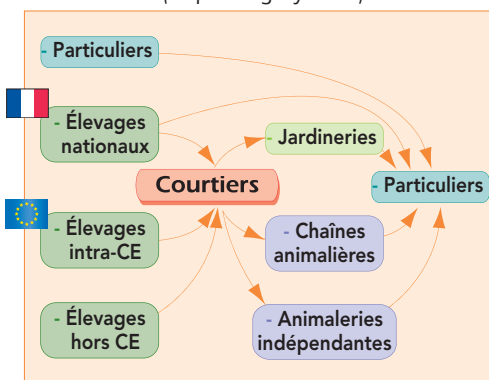 - Particuliers
- Élevages
nationaux
- Jardineries
Courtiers
- Particuliers
- Élevages
intra-CE
- Chaînes
animalières
- Élevages
hors CE
- Animaleries
indépendantes